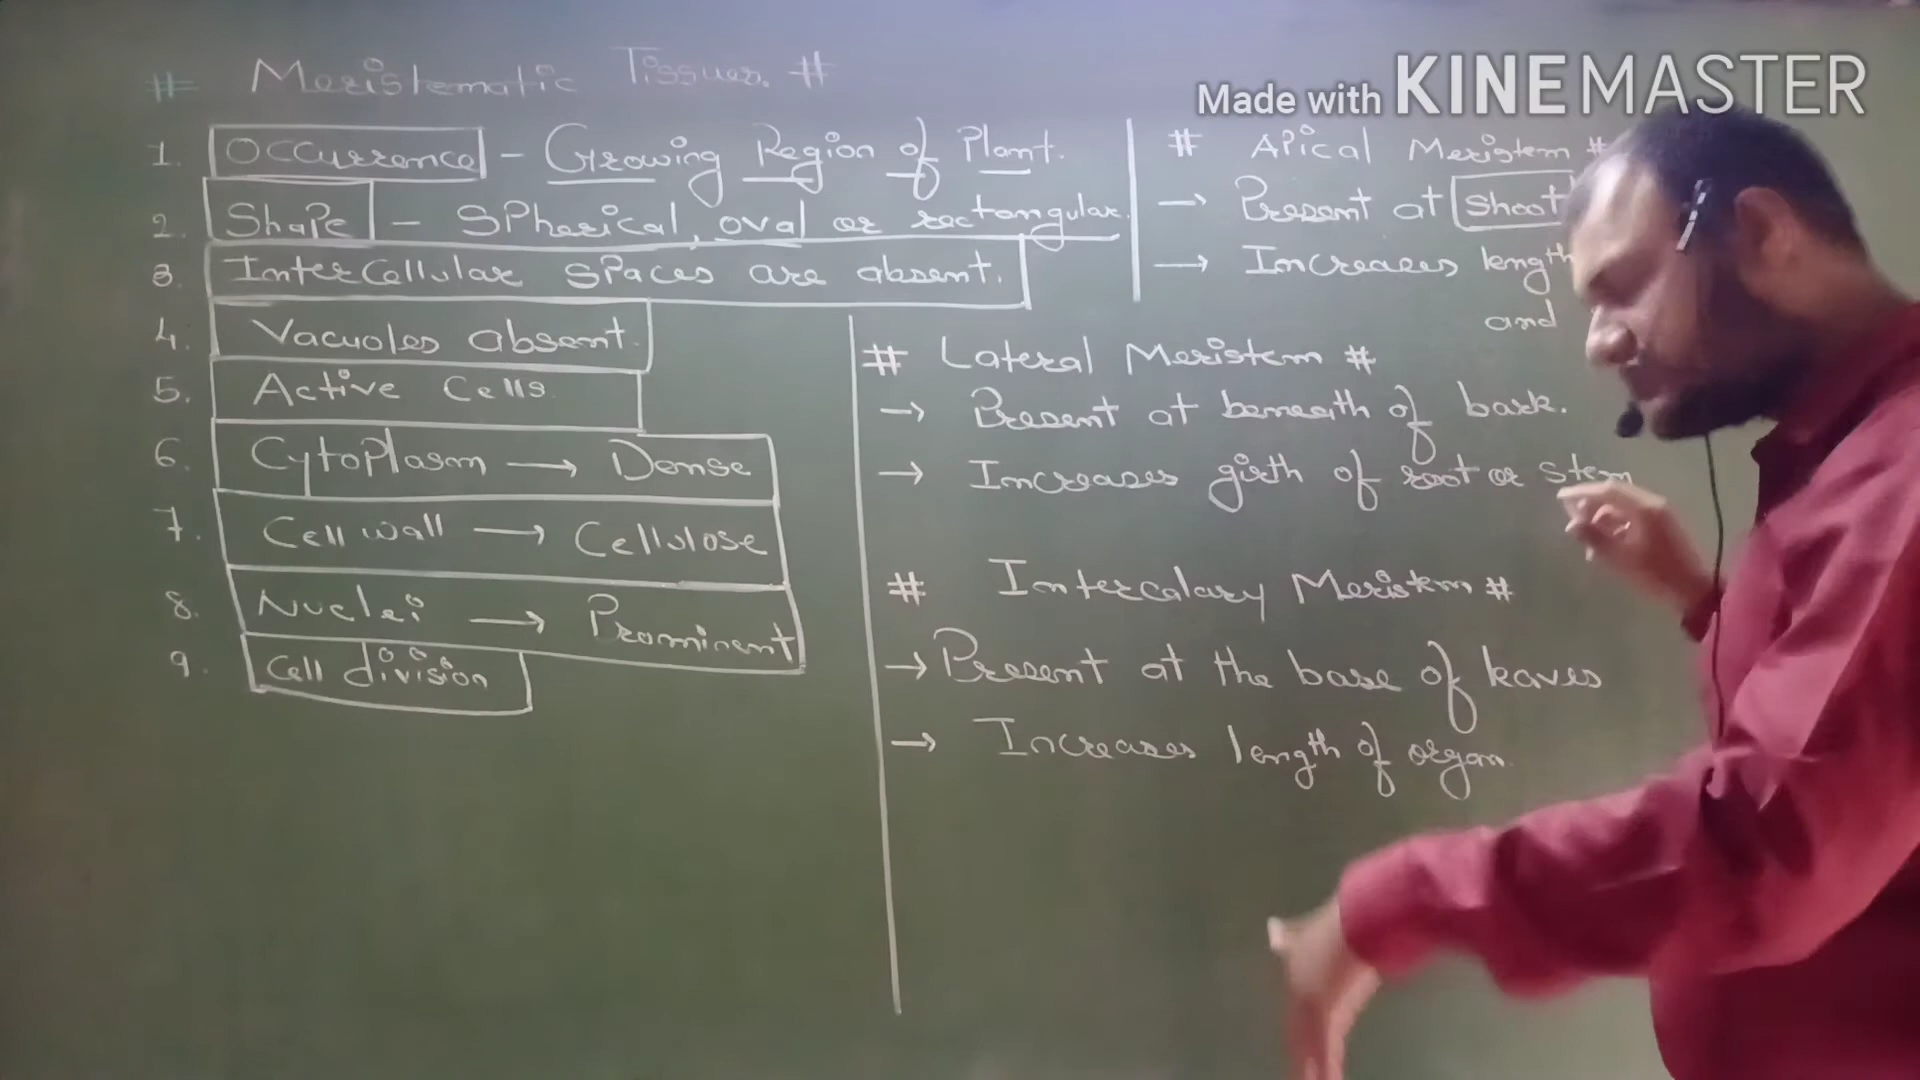 Made with KINEMASTER
# Meristematic Tissues. #
1. Occurrence - Growing Region of Plant.
2. Shape - Spherical, oval or rectangular.
3. Intercellular spaces are absent.
4. Vacuoles absent.
5. Active Cells.
6. Cytoplasm → Dense
7. Cell wall → Cellulose
8. Nuclei → Prominent
9. Cell division
# Apical Meristem #
→ Present at shoot
→ Increases length
and
# Lateral Meristem #
→ Present at beneath of bark.
→ Increases girth of root or stem
# Intercalary Meristem #
→ Present at the base of leaves
→ Increases length of organ.